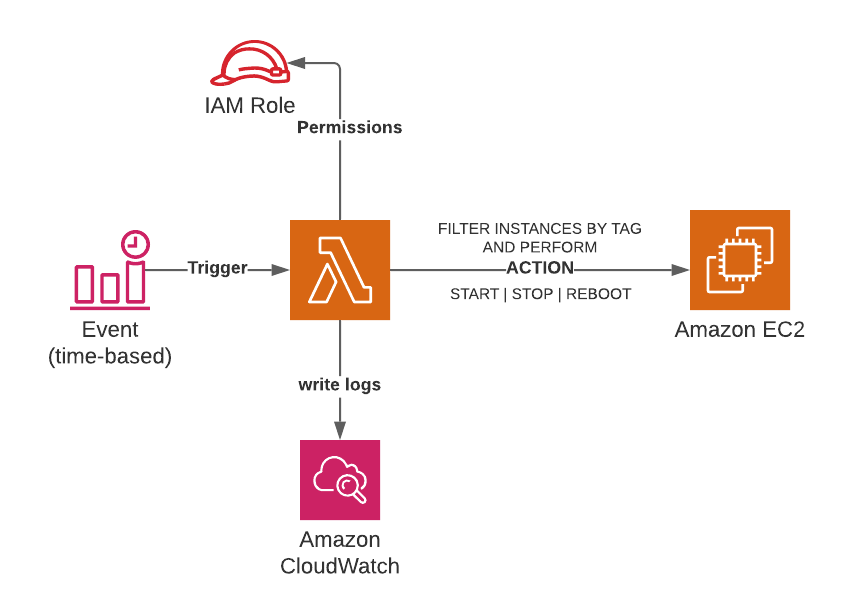 IAM Role
Permissions
FILTER INSTANCES BY TAG
AND PERFORM
Trigger
ACTION
START | STOP | REBOOT
Event
(time-based)
Amazon EC2
write logs
Amazon
CloudWatch